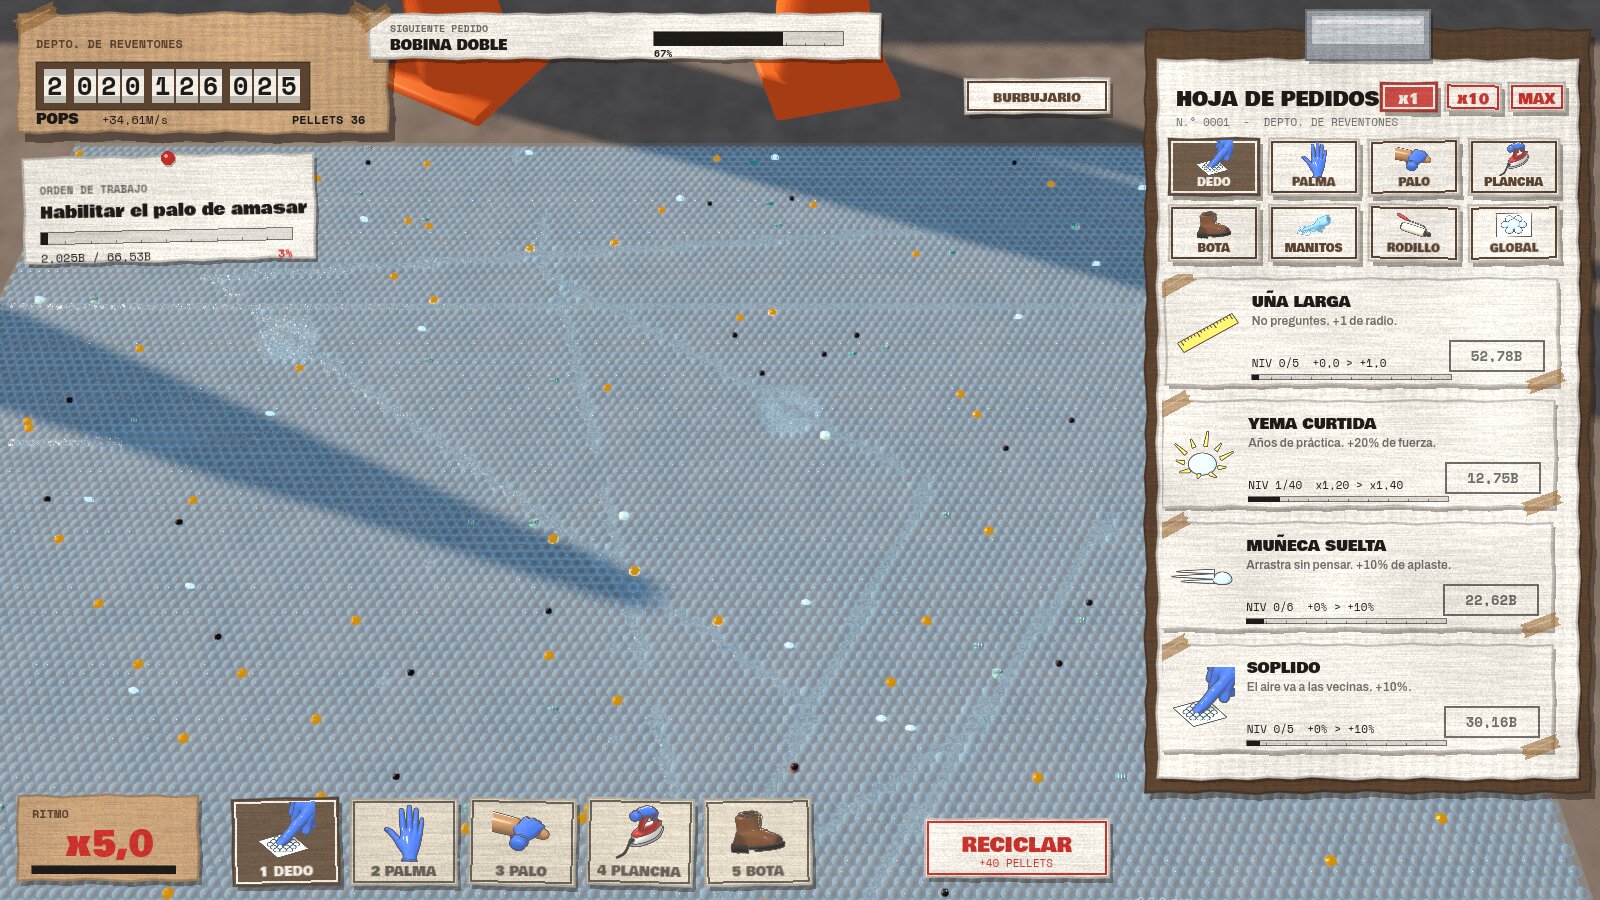 DEPTO. DE REVENTONES
2 020 126 025
POPS +34,61M/s PELLETS 36
SIGUIENTE PEDIDO
BOBINA DOBLE
67%
BURBUJARIO
ORDEN DE TRABAJO
Habilitar el palo de amasar
2,025B / 66,53B 3%
HOJA DE PEDIDOS x1 x10 MAX
N.° 0001 - DEPTO. DE REVENTONES
DEDO PALMA PALO PLANCHA
BOTA MANITOS RODILLO GLOBAL
UÑA LARGA
No preguntes. +1 de radio.
NIV 0/5 +0,0 > +1,0 52,78B
YEMA CURTIDA
Años de práctica. +20% de fuerza.
NIV 1/40 x1,20 > x1,40 12,75B
MUÑECA SUELTA
Arrastra sin pensar. +10% de aplaste.
NIV 0/6 +0% > +10% 22,62B
SOPLIDO
El aire va a las vecinas. +10%.
NIV 0/5 +0% > +10% 30,16B
RITMO
x5,0
1 DEDO 2 PALMA 3 PALO 4 PLANCHA 5 BOTA
RECICLAR
+40 PELLETS